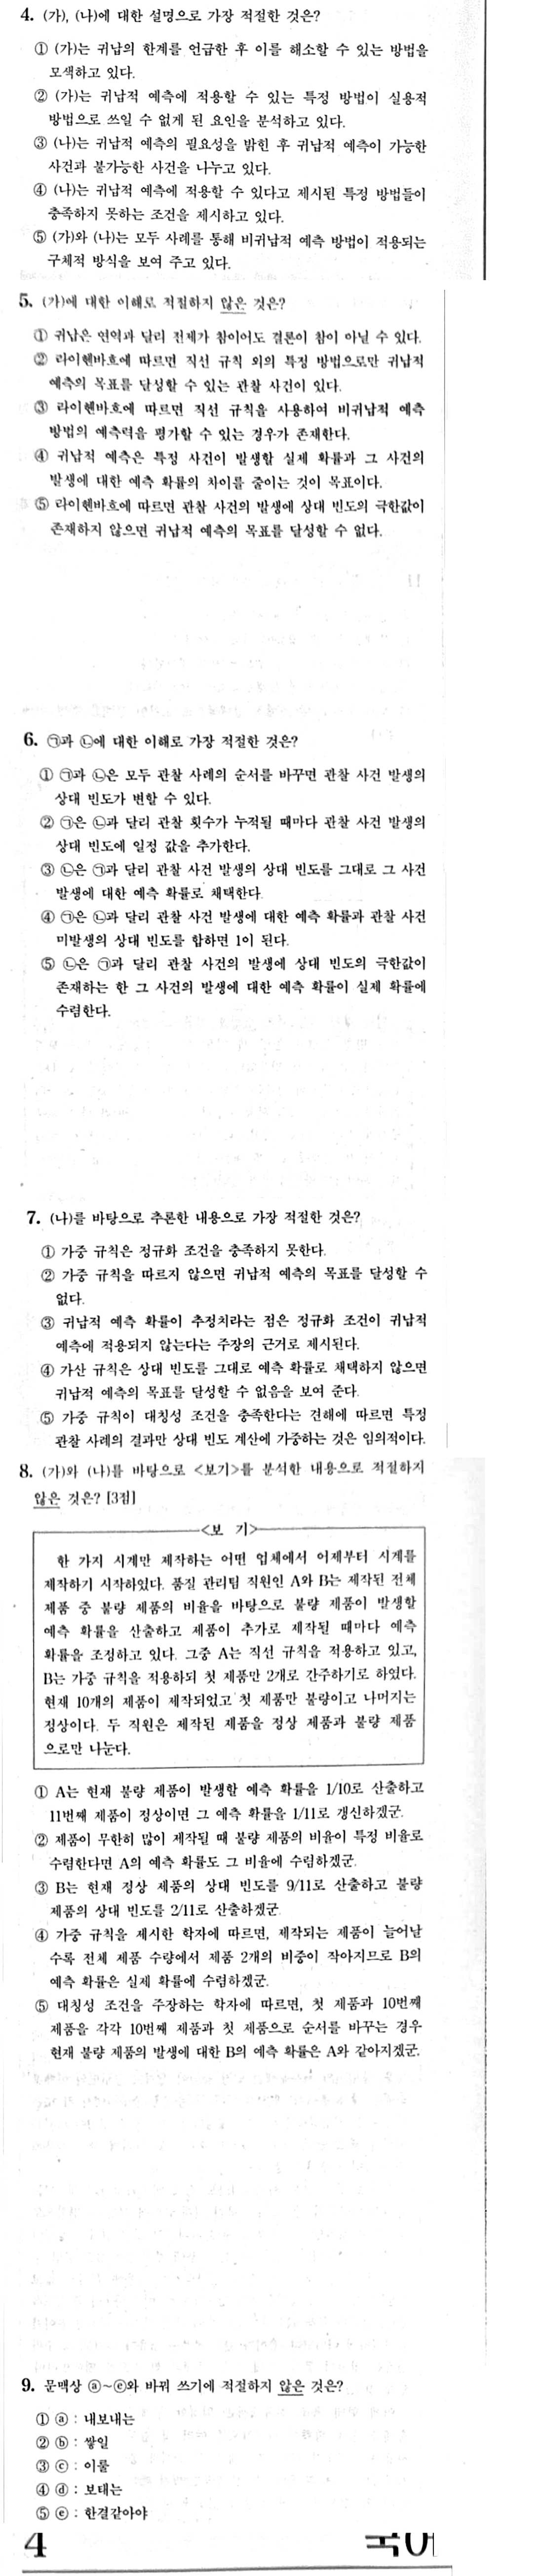 4. (가), (나)에 대한 설명으로 가장 적절한 것은?
① (가)는 귀납의 한계를 언급한 후 이를 해소할 수 있는 방법을
모색하고 있다.
② (가)는 귀납적 예측에 적용할 수 있는 특정 방법이 실용적
방법으로 쓰일 수 없게 된 요인을 분석하고 있다.
③ (나)는 귀납적 예측의 필요성을 밝힌 후 귀납적 예측이 가능한
사건과 불가능한 사건을 나누고 있다.
④ (나)는 귀납적 예측에 적용할 수 있다고 제시된 특정 방법들이
충족하지 못하는 조건을 제시하고 있다.
⑤ (가)와 (나)는 모두 사례를 통해 비귀납적 예측 방법이 적용되는
구체적 방식을 보여 주고 있다.
5. (가)에 대한 이해로 적절하지 않은 것은?
① 귀납은 연역과 달리 전제가 참이어도 결론이 참이 아닐 수 있다.
② 라이헨바흐에 따르면 직선 규칙 외의 특정 방법으로만 귀납적
예측의 목표를 달성할 수 있는 관찰 사건이 있다.
③ 라이헨바흐에 따르면 직선 규칙을 사용하여 비귀납적 예측
방법의 예측력을 평가할 수 있는 경우가 존재한다.
④ 귀납적 예측은 특정 사건이 발생할 실제 확률과 그 사건의
발생에 대한 예측 확률의 차이를 줄이는 것이 목표이다.
⑤ 라이헨바흐에 따르면 관찰 사건의 발생에 상대 빈도의 극한값이
존재하지 않으면 귀납적 예측의 목표를 달성할 수 없다.
6. ㉠과 ㉡에 대한 이해로 가장 적절한 것은?
① ㉠과 ㉡은 모두 관찰 사례의 순서를 바꾸면 관찰 사건 발생의
상대 빈도가 변할 수 있다.
② ㉠은 ㉡과 달리 관찰 횟수가 누적될 때마다 관찰 사건 발생의
상대 빈도에 일정 값을 추가한다.
③ ㉡은 ㉠과 달리 관찰 사건 발생의 상대 빈도를 그대로 그 사건
발생에 대한 예측 확률로 채택한다.
④ ㉠은 ㉡과 달리 관찰 사건 발생에 대한 예측 확률과 관찰 사건
미발생의 상대 빈도를 합하면 1이 된다.
⑤ ㉡은 ㉠과 달리 관찰 사건의 발생에 상대 빈도의 극한값이
존재하는 한 그 사건의 발생에 대한 예측 확률이 실제 확률에
수렴한다.
7. (나)를 바탕으로 추론한 내용으로 가장 적절한 것은?
① 가중 규칙은 정규화 조건을 충족하지 못한다.
② 가중 규칙을 따르지 않으면 귀납적 예측의 목표를 달성할 수
없다.
③ 귀납적 예측 확률이 추정치라는 점은 정규화 조건이 귀납적
예측에 적용되지 않는다는 주장의 근거로 제시된다.
④ 가산 규칙은 상대 빈도를 그대로 예측 확률로 채택하지 않으면
귀납적 예측의 목표를 달성할 수 없음을 보여 준다.
⑤ 가중 규칙이 대칭성 조건을 충족한다는 견해에 따르면 특정
관찰 사례의 결과만 상대 빈도 계산에 가중하는 것은 임의적이다.
8. (가)와 (나)를 바탕으로 <보기>를 분석한 내용으로 적절하지
않은 것은? [3점]
<보 기>
한 가지 시계만 제작하는 어떤 업체에서 어제부터 시계를
제작하기 시작하였다. 품질 관리팀 직원인 A와 B는 제작된 전체
제품 중 불량 제품의 비율을 바탕으로 불량 제품이 발생할
예측 확률을 산출하고 제품이 추가로 제작될 때마다 예측
확률을 조정하고 있다. 그중 A는 직선 규칙을 적용하고 있고,
B는 가중 규칙을 적용하되 첫 제품만 2개로 간주하기로 하였다.
현재 10개의 제품이 제작되었고 첫 제품만 불량이고 나머지는
정상이다. 두 직원은 제작된 제품을 정상 제품과 불량 제품
으로만 나눈다.
① A는 현재 불량 제품이 발생할 예측 확률을 1/10로 산출하고
11번째 제품이 정상이면 그 예측 확률을 1/11로 갱신하겠군.
② 제품이 무한히 많이 제작될 때 불량 제품의 비율이 특정 비율로
수렴한다면 A의 예측 확률도 그 비율에 수렴하겠군.
③ B는 현재 정상 제품의 상대 빈도를 9/11로 산출하고 불량
제품의 상대 빈도를 2/11로 산출하겠군.
④ 가중 규칙을 제시한 학자에 따르면, 제작되는 제품이 늘어날
수록 전체 제품 수량에서 제품 2개의 비중이 작아지므로 B의
예측 확률은 실제 확률에 수렴하겠군.
⑤ 대칭성 조건을 주장하는 학자에 따르면, 첫 제품과 10번째
제품을 각각 10번째 제품과 첫 제품으로 순서를 바꾸는 경우
현재 불량 제품의 발생에 대한 B의 예측 확률은 A와 같아지겠군.
9. 문맥상 ⓐ~ⓔ와 바꿔 쓰기에 적절하지 않은 것은?
① ⓐ : 내보내는
② ⓑ : 쌓일
③ ⓒ : 이룰
④ ⓓ : 보태는
⑤ ⓔ : 한결같아야
4